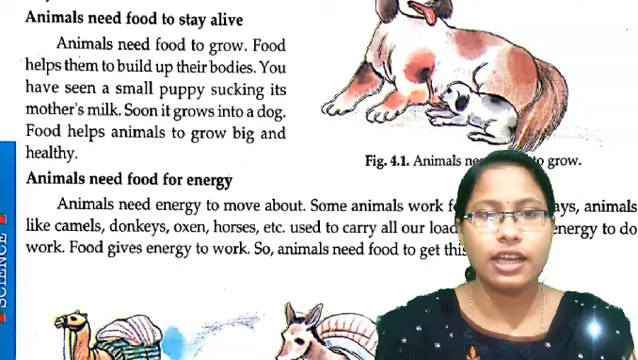 Animals need food to stay alive
Animals need food to grow. Food
helps them to build up their bodies. You
have seen a small puppy sucking its
mother's milk. Soon it grows into a dog.
Food helps animals to grow big and
healthy.
Fig. 4.1. Animals to grow.
Animals need food for energy
Animals need energy to move about. Some animals work animals
like camels, donkeys, oxen, horses, etc. used to carry all our energy to do
work. Food gives energy to work. So, animals need food to get
SCIENCE